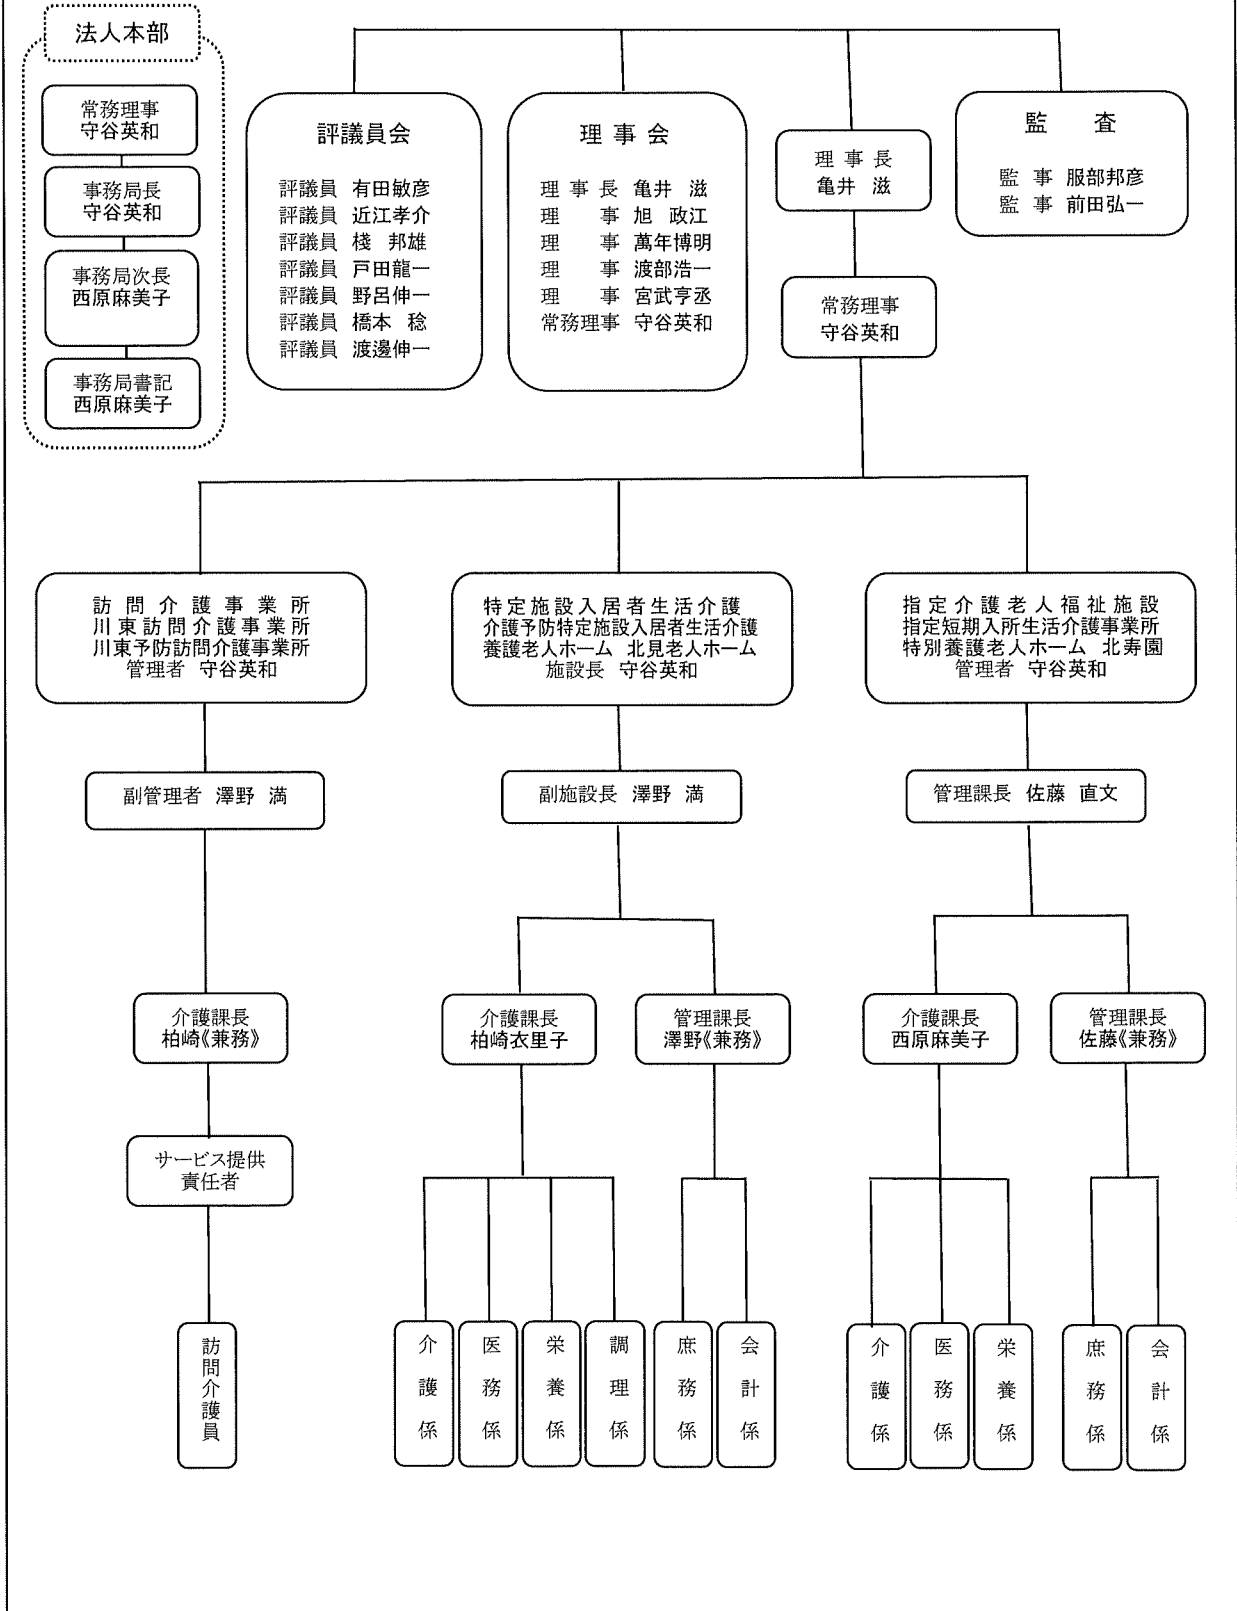 法人本部
常務理事
守谷英和
事務局長
守谷英和
事務局次長
西原麻美子
事務局書記
西原麻美子
評議員会
評議員 有田敏彦
評議員 近江孝介
評議員 棧 邦雄
評議員 戸田龍一
評議員 野呂伸一
評議員 橋本 稔
評議員 渡邊伸一
理事会
理事長 亀井 滋
理事 旭 政江
理事 萬年博明
理事 渡部浩一
理事 宮武亨丞
常務理事 守谷英和
理事長
亀井 滋
監査
監事 服部邦彦
監事 前田弘一
常務理事
守谷英和
訪問介護事業所
川東訪問介護事業所
川東予防訪問介護事業所
管理者 守谷英和
副管理者 澤野 満
介護課長
柏崎《兼務》
サービス提供
責任者
訪問介護員
特定施設入居者生活介護
介護予防特定施設入居者生活介護
養護老人ホーム 北見老人ホーム
施設長 守谷英和
副施設長 澤野 満
介護課長
柏崎衣里子
管理課長
澤野《兼務》
介護係
医務係
栄養係
調理係
庶務係
会計係
指定介護老人福祉施設
指定短期入所生活介護事業所
特別養護老人ホーム 北寿園
管理者 守谷英和
管理課長 佐藤 直文
介護課長
西原麻美子
管理課長
佐藤《兼務》
介護係
医務係
栄養係
庶務係
会計係